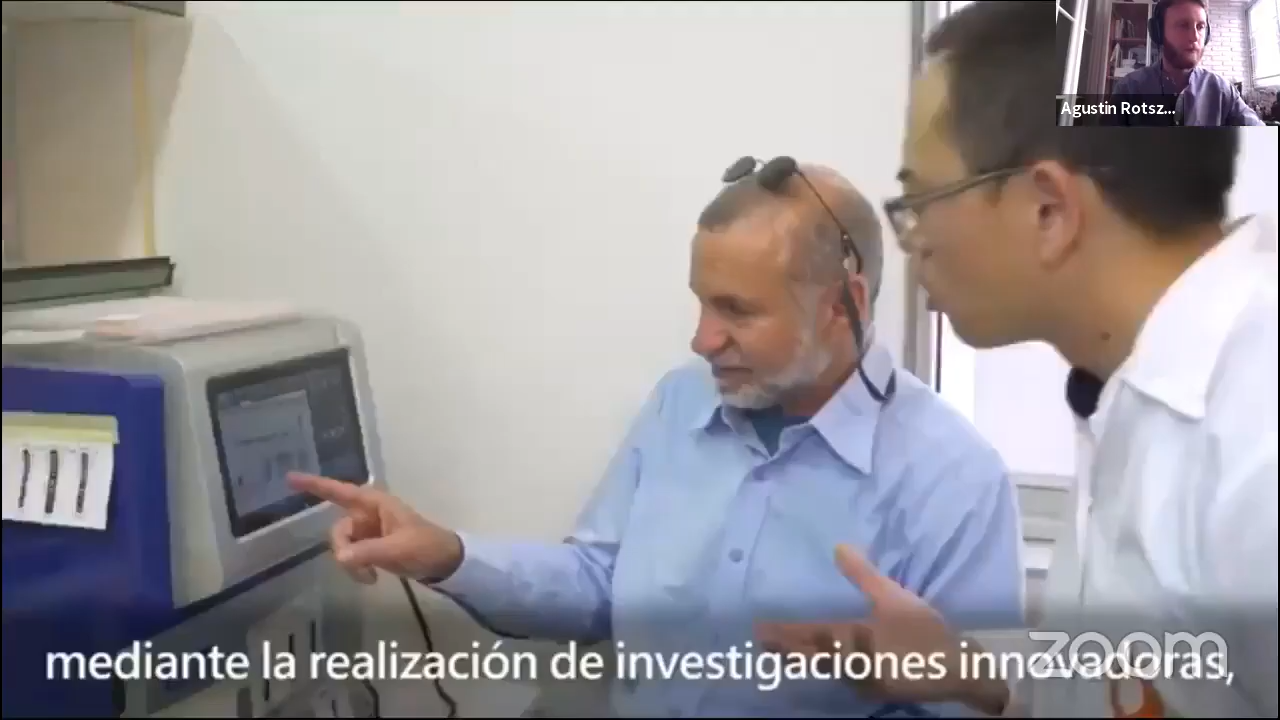 Agustin Rotsz...
mediante la realización de investigaciones innovadoras,
zoom